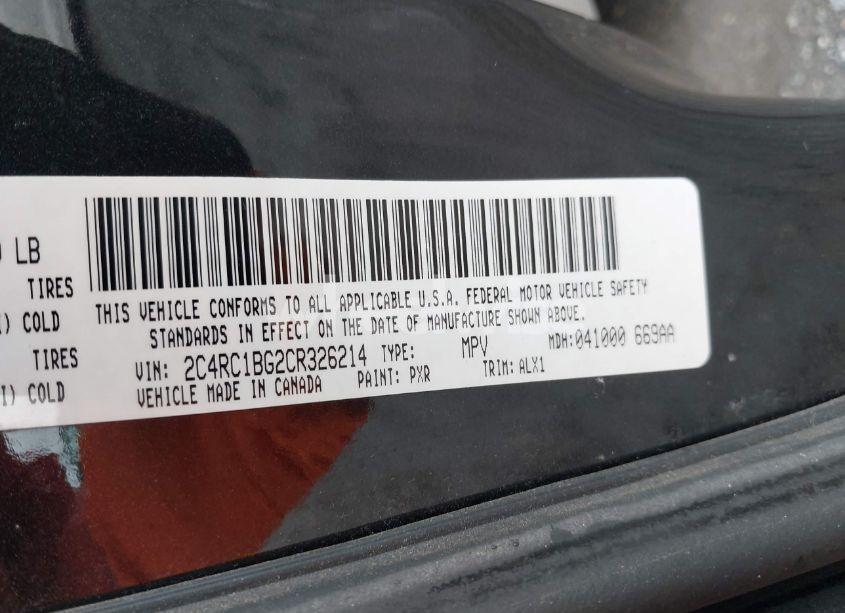 LB
TIRES
COLD
TIRES
I) COLD
THIS VEHICLE CONFORMS TO ALL APPLICABLE U.S.A. FEDERAL MOTOR VEHICLE SAFETY
STANDARDS IN EFFECT ON THE DATE OF MANUFACTURE SHOWN ABOVE.
VIN: 2C4RC1BG2CR326214 TYPE: MPV MDH: 041000 669AA
VEHICLE MADE IN CANADA PAINT: PXR TRIM: ALX1